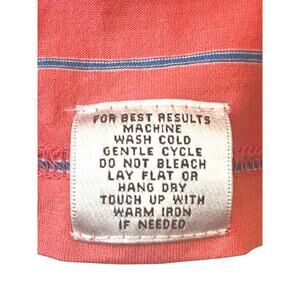 FOR BEST RESULTS
MACHINE
WASH COLD
GENTLE CYCLE
DO NOT BLEACH
LAY FLAT OR
HANG DRY
TOUCH UP WITH
WARM IRON
IF NEEDED